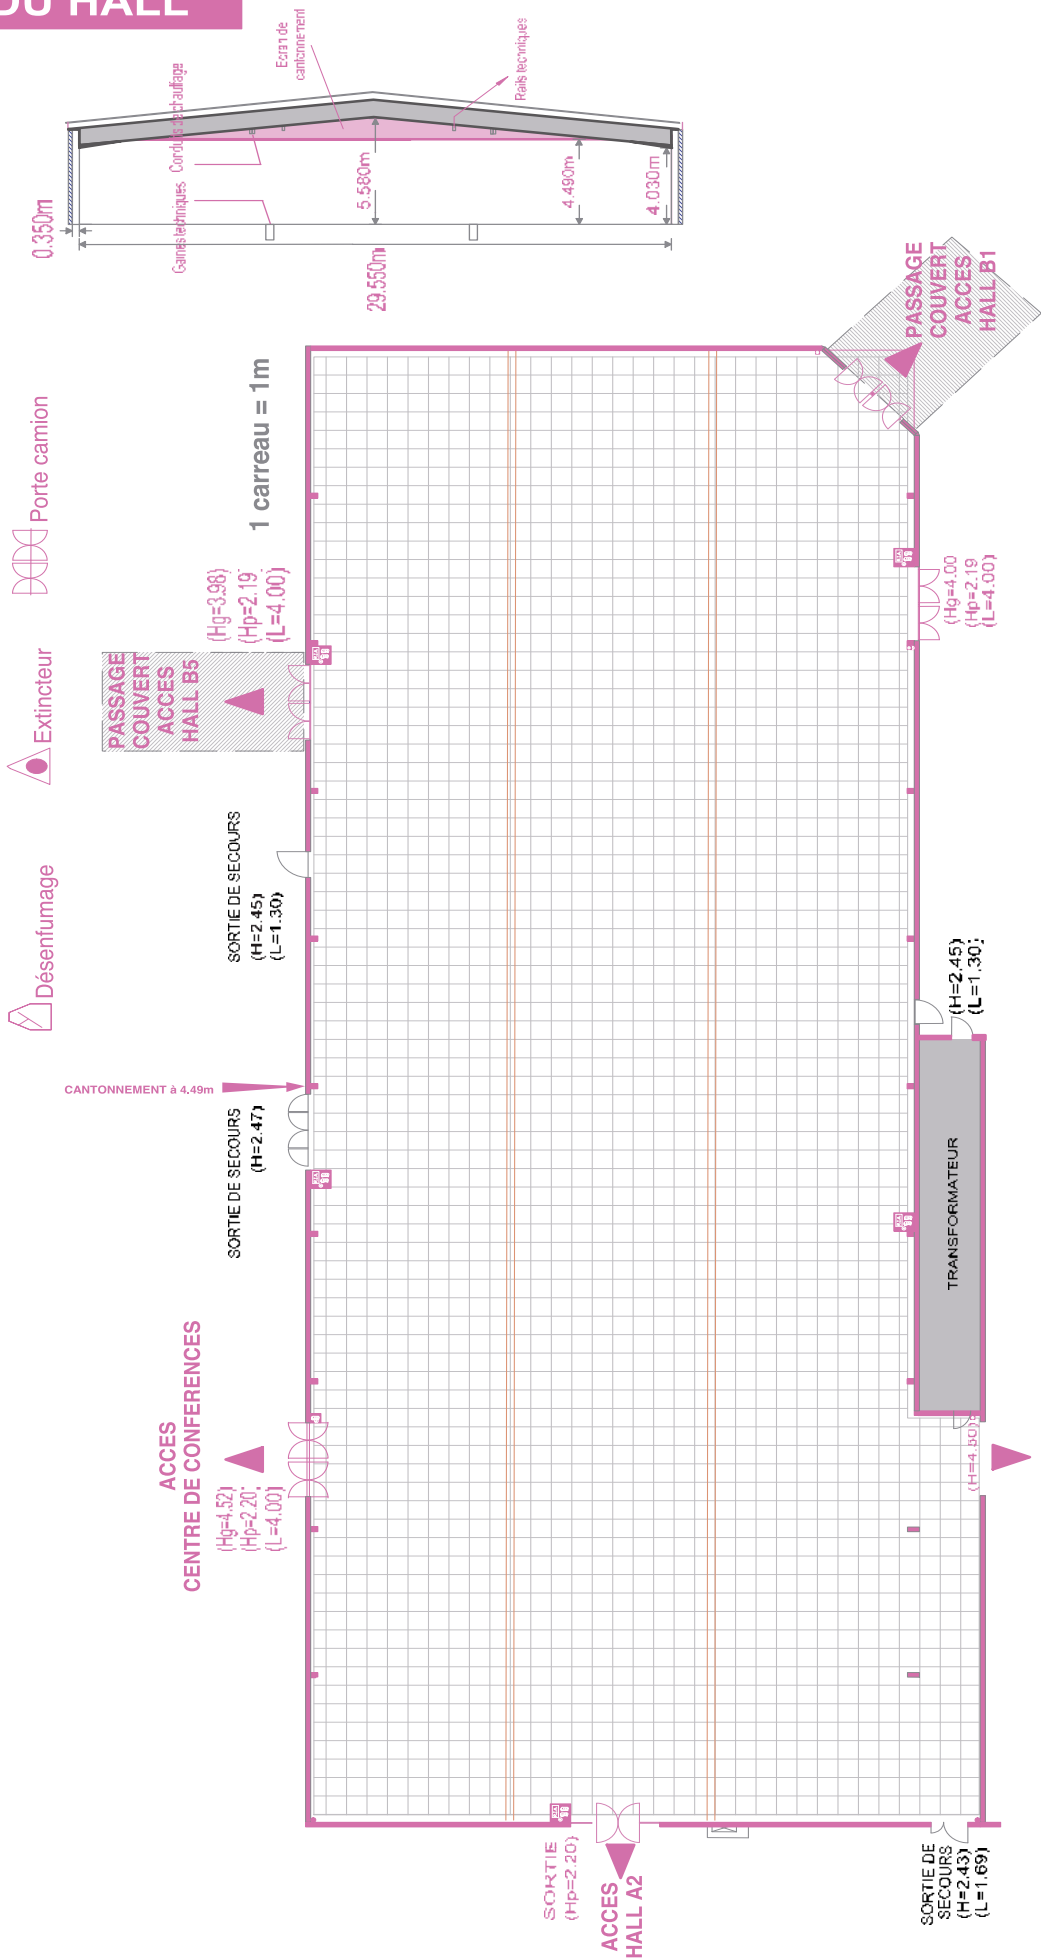 DU HALL
Ecran de
cantonnement
Rails techniques
Conduits de chauffage
Gaines techniques
5.580m
4.490m
4.030m
0.350m
29.550m
PASSAGE
COUVERT
ACCES
HALL B1
Porte camion
Extincteur
Désenfumage
1 carreau = 1m
(Hg=3.98)
(Hp=2.19)
(L=4.00)
PASSAGE
COUVERT
ACCES
HALL B5
(Hg=4.00
(Hp=2.19
(L=4.00)
SORTIE DE SECOURS
(H=2.45)
(L=1.30)
(H=2.45)
(L=1.30)
CANTONNEMENT à 4.49m
SORTIE DE SECOURS
(H=2.47)
TRANSFORMATEUR
ACCES
CENTRE DE CONFERENCES
(Hg=4.52)
(Hp=2.20)
(L=4.00)
(H=4.50)
SORTIE
(Hp=2.20)
ACCES
HALL A2
SORTIE DE
SECOURS
(H=2.43)
(L=1.69)